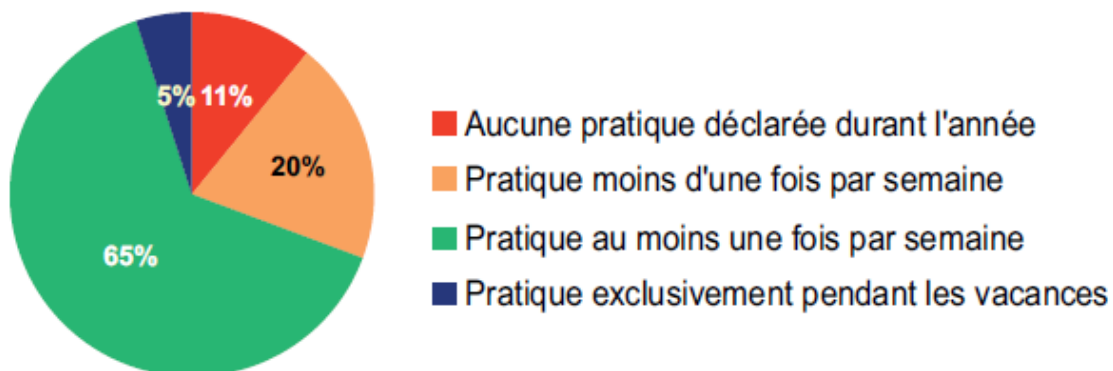 5% 11%
20%
65%
Aucune pratique déclarée durant l'année
Pratique moins d'une fois par semaine
Pratique au moins une fois par semaine
Pratique exclusivement pendant les vacances